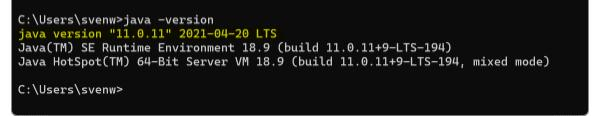 C:\Users\svenw>java -version
java version "11.0.11" 2021-04-20 LTS
Java(TM) SE Runtime Environment 18.9 (build 11.0.11+9-LTS-194)
Java HotSpot(TM) 64-Bit Server VM 18.9 (build 11.0.11+9-LTS-194, mixed mode)
C:\Users\svenw>